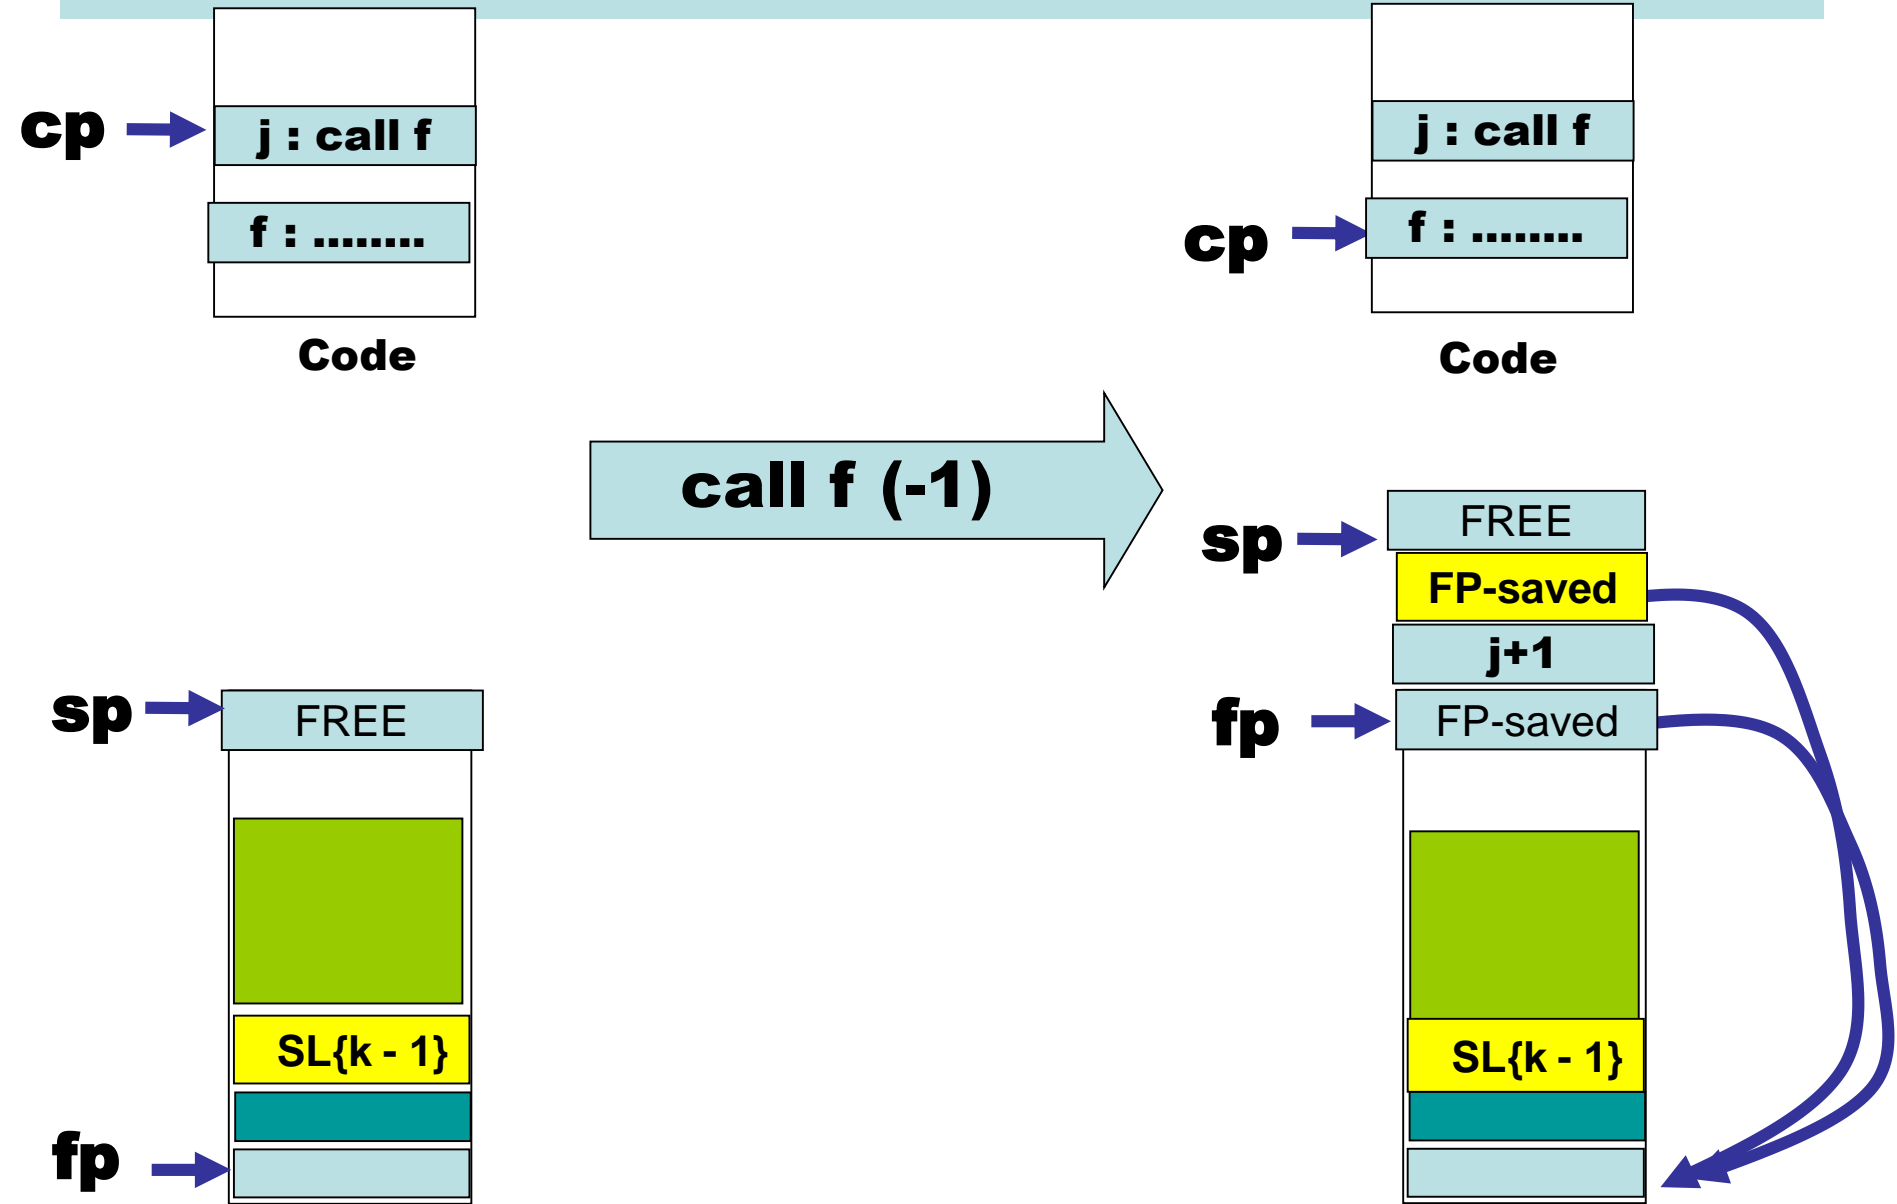 cp
j : call f
f : ........
Code
sp
FREE
SL{k - 1}
fp
call f (-1)
j : call f
cp
f : ........
Code
sp
FREE
FP-saved
j+1
fp
FP-saved
SL{k - 1}